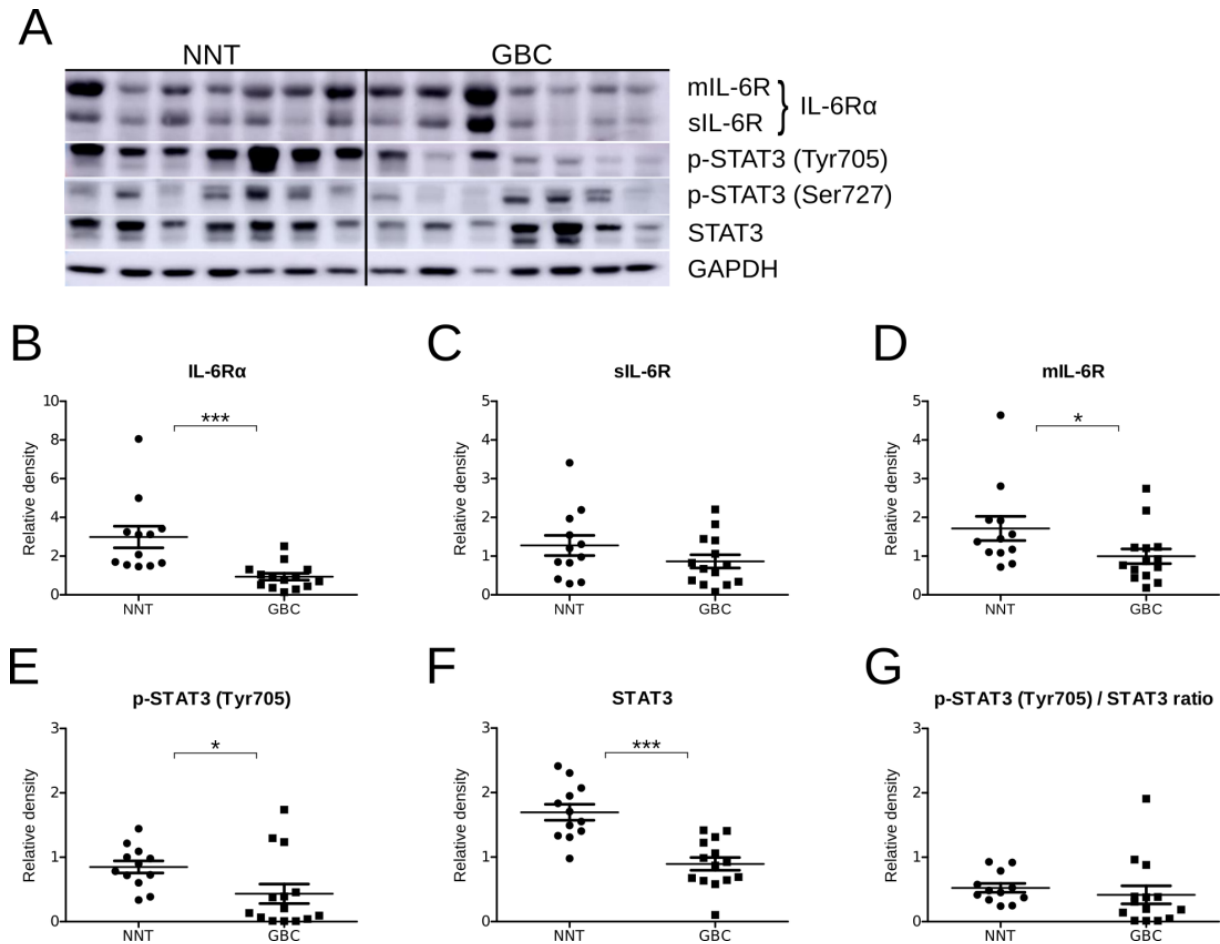 A
NNT GBC
mIL-6R
sIL-6R
IL-6Rα
p-STAT3 (Tyr705)
p-STAT3 (Ser727)
STAT3
GAPDH
B
IL-6Rα
Relative density
10
8
6
4
2
0
***
NNT GBC
C
sIL-6R
Relative density
5
4
3
2
1
0
NNT GBC
D
mIL-6R
Relative density
5
4
3
2
1
0
*
NNT GBC
E
p-STAT3 (Tyr705)
Relative density
3
2
1
0
*
NNT GBC
F
STAT3
Relative density
3
2
1
0
***
NNT GBC
G
p-STAT3 (Tyr705) / STAT3 ratio
Relative density
3
2
1
0
NNT GBC